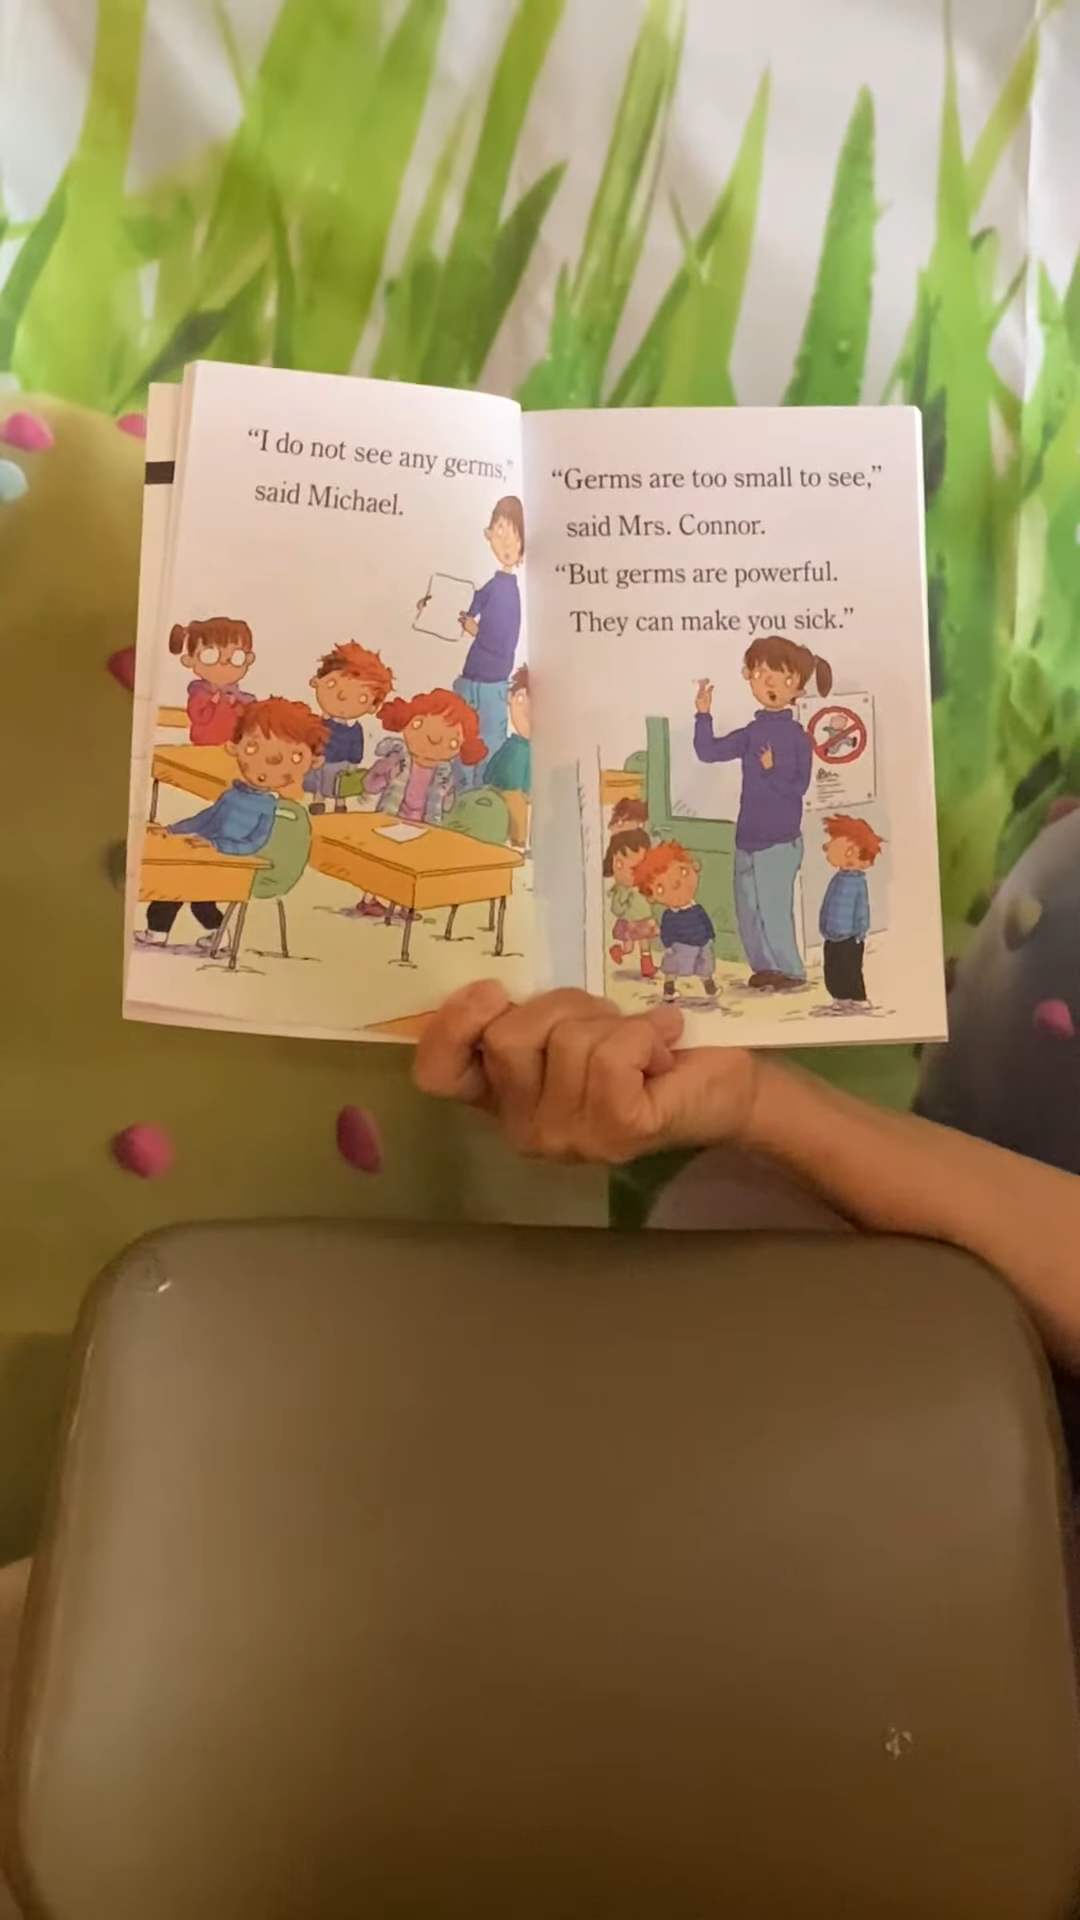 “I do not see any germs,”
said Michael.
“Germs are too small to see,”
said Mrs. Connor.
“But germs are powerful.
They can make you sick.”